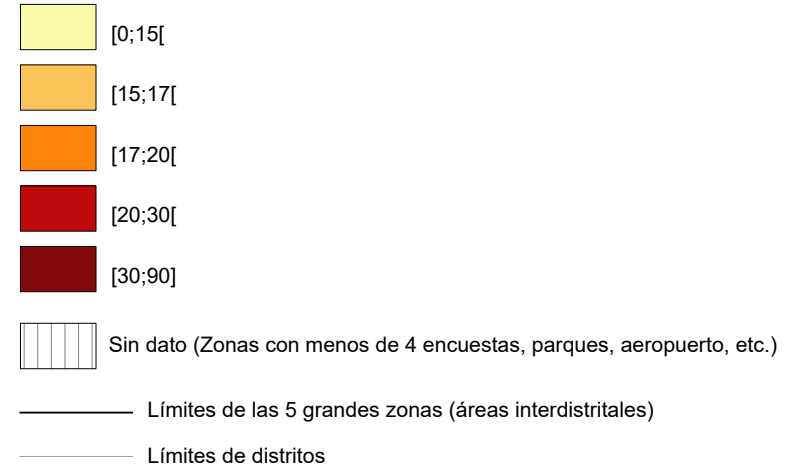 [0;15[
[15;17[
[17;20[
[20;30[
[30;90]
Sin dato (Zonas con menos de 4 encuestas, parques, aeropuerto, etc.)
Límites de las 5 grandes zonas (áreas interdistritales)
Límites de distritos